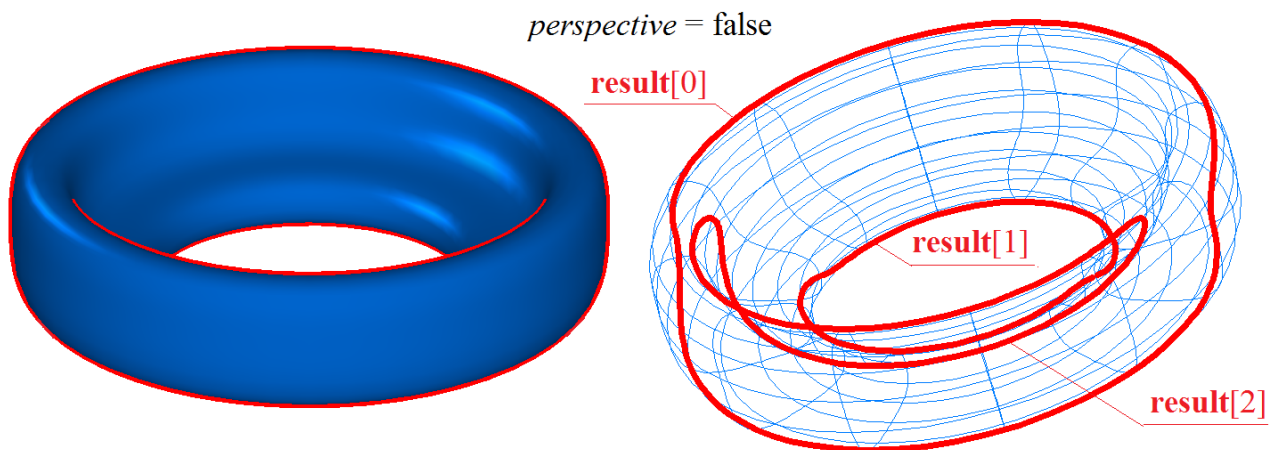 perspective = false
result[0]
result[1]
result[2]